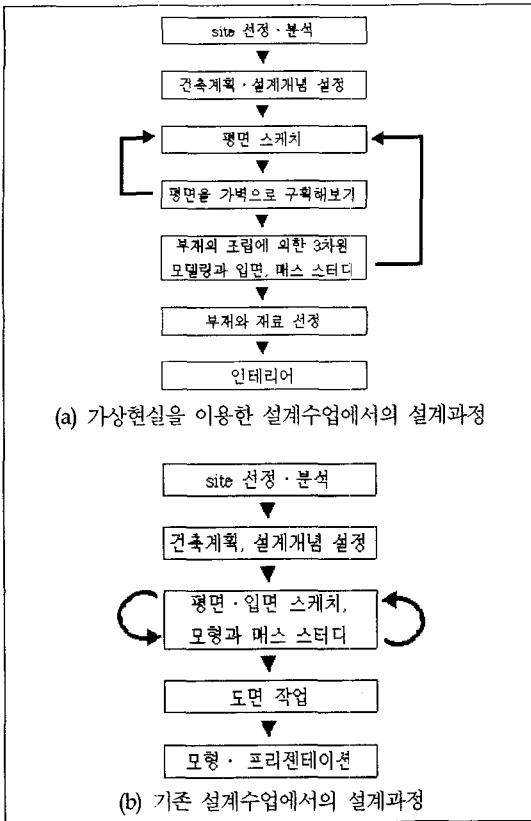 site 선정·분석
건축계획·설계개념 설정
평면 스케치
평면을 가벽으로 구획해보기
부재의 조립에 의한 3차원
모델링과 입면, 매스 스터디
부재와 재료 선정
인테리어
(a) 가상현실을 이용한 설계수업에서의 설계과정
site 선정·분석
건축계획, 설계개념 설정
평면·입면 스케치,
모형과 매스 스터디
도면 작업
모형· 프리젠테이션
(b) 기존 설계수업에서의 설계과정